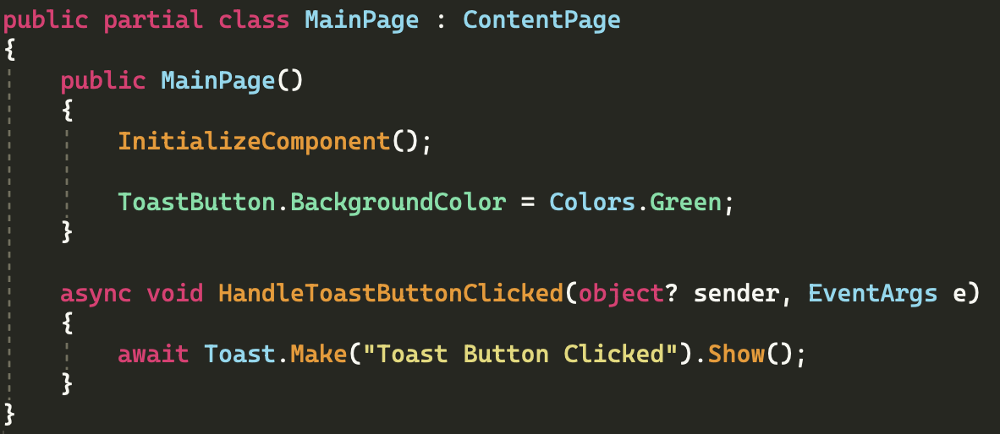 public partial class MainPage : ContentPage
{
    public MainPage()
    {
        InitializeComponent();

        ToastButton.BackgroundColor = Colors.Green;
    }

    async void HandleToastButtonClicked(object? sender, EventArgs e)
    {
        await Toast.Make("Toast Button Clicked").Show();
    }
}